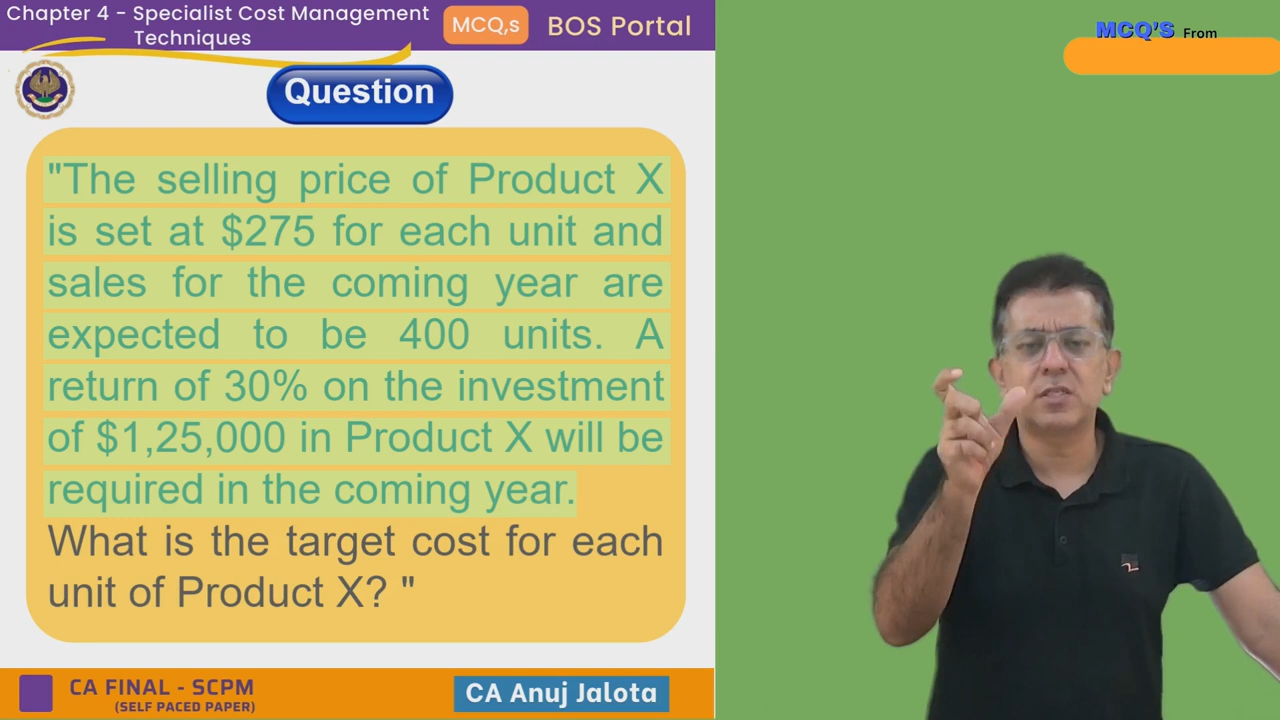 Chapter 4 - Specialist Cost Management
Techniques
MCQ,s
BOS Portal
MCQ'S From
Question
"The selling price of Product X
is set at $275 for each unit and
sales for the coming year are
expected to be 400 units. A
return of 30% on the investment
of $1,25,000 in Product X will be
required in the coming year.
What is the target cost for each
unit of Product X? "
CA FINAL - SCPM
(SELF PACED PAPER)
CA Anuj Jalota